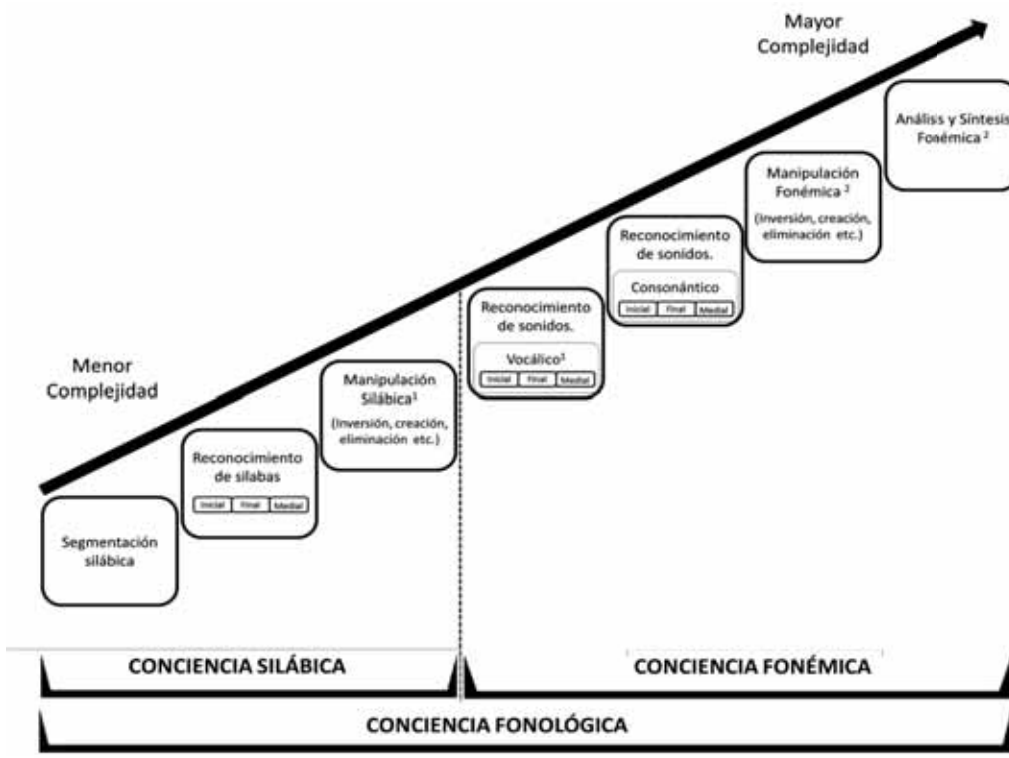 Mayor
Complejidad
Análiss y Síntesis
Fonémica ²
Manipulación
Fonémica ²
(Inversión, creación,
eliminación etc.)
Reconocimiento
de sonidos.
Consonántico
Inicial Final Medial
Reconocimiento
de sonidos.
Vocálico¹
Inicial Final Medial
Menor
Complejidad
Manipulación
Silábica¹
(Inversión, creación,
eliminación etc.)
Reconocimiento
de silabas
Inicial Final Medial
Segmentación
silábica
CONCIENCIA SILÁBICA
CONCIENCIA FONÉMICA
CONCIENCIA FONOLÓGICA